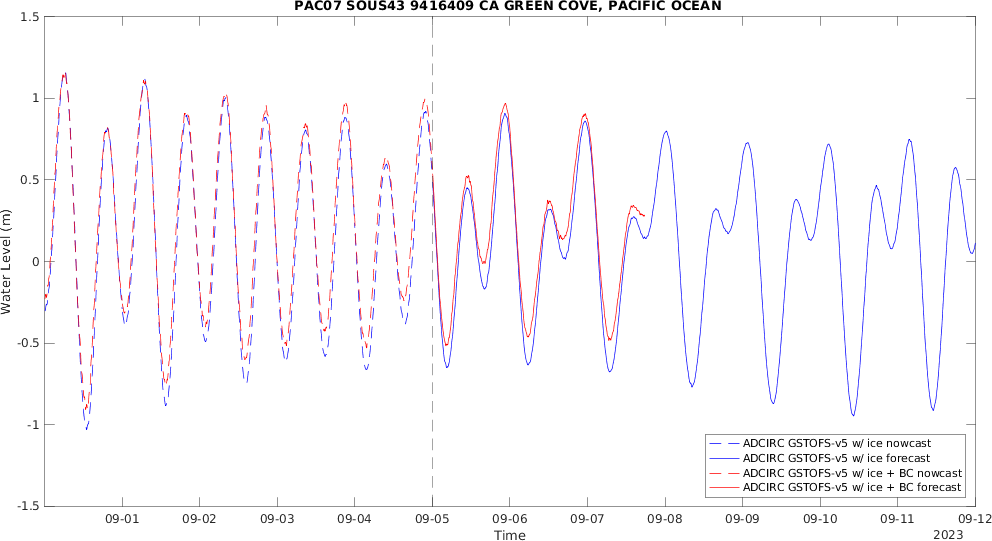 PAC07 SOUS43 9416409 CA GREEN COVE, PACIFIC OCEAN
1.5
1
0.5
0
-0.5
-1
-1.5
Water Level (m)
ADCIRC GSTOFS-v5 w/ ice nowcast
ADCIRC GSTOFS-v5 w/ ice forecast
ADCIRC GSTOFS-v5 w/ ice + BC nowcast
ADCIRC GSTOFS-v5 w/ ice + BC forecast
09-01 09-02 09-03 09-04 09-05 09-06 09-07 09-08 09-09 09-10 09-11 09-12
Time
2023